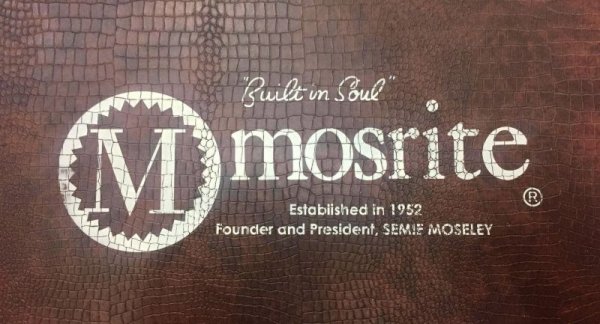 "Built in Soul"
M mosrite ®
Established in 1952
Founder and President, SEMIE MOSELEY